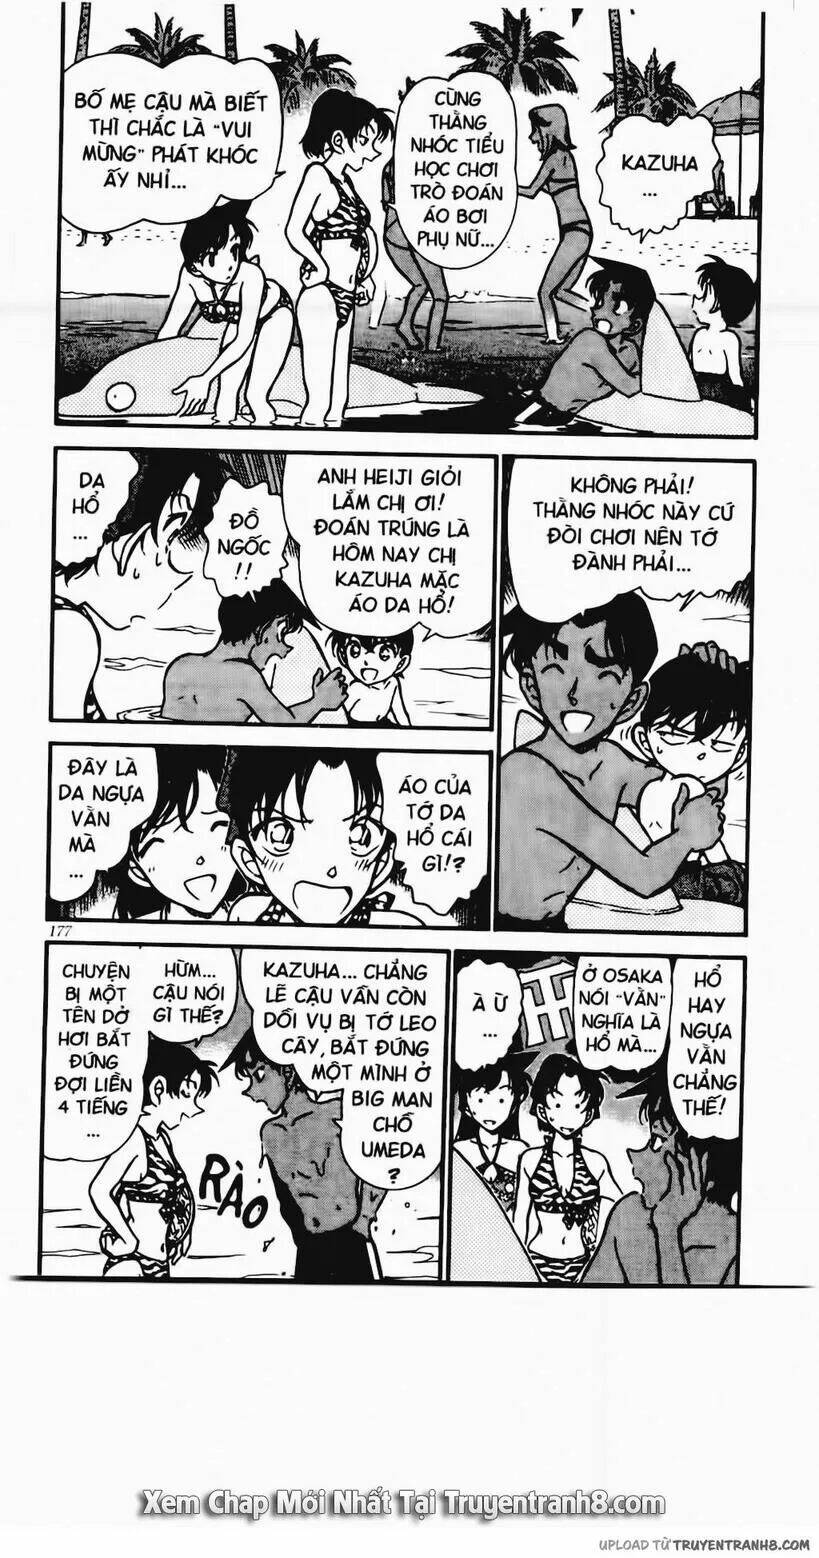 KAZUHA
...
CÙNG
THẰNG
NHÓC TIỂU
HỌC CHƠI
TRÒ ĐOÁN
ÁO BƠI
PHỤ NỮ...
BỐ MẸ CẬU MÀ BIẾT
THÌ CHẮC LÀ "VUI
MỪNG" PHÁT KHÓC
ẤY NHỈ...
KHÔNG PHẢI!
THẰNG NHÓC NÀY CỨ
ĐÒI CHƠI NÊN TỚ
ĐÀNH PHẢI...
ANH HEIJI GIỎI
LẮM CHỊ ƠI!
ĐOÁN TRÚNG LÀ
HÔM NAY CHỊ
KAZUHA MẶC
ÁO DA HỔ!
ĐỒ
NGỐC
!!
DA
HỔ
...
ÁO CỦA
TỚ DA
HỔ CÁI
GÌ!?
ĐÂY LÀ
DA NGỰA
VẰN
MÀ
...
177
HỔ
HAY
NGỰA
VẰN
CHẲNG
THẾ!
Ở OSAKA
NÓI "VẰN"
NGHĨA LÀ
HỔ MÀ...
À Ừ
...
KAZUHA... CHẲNG
LẼ CẬU VẪN CÒN
DỖI VỤ BỊ TỚ LEO
CÂY, BẮT ĐỨNG
MỘT MÌNH Ở
BIG MAN
CHỖ
UMEDA
?
HỪM...
CẬU NÓI
GÌ THẾ?
CHUYỆN
BỊ MỘT
TÊN DỞ
HƠI BẮT
ĐỨNG
ĐỢI LIỀN
4 TIẾNG
...
RÀO
Xem Chap Mới Nhất Tại Truyentranh8.com
UPLOAD TỪ TRUYENTRANH8.COM